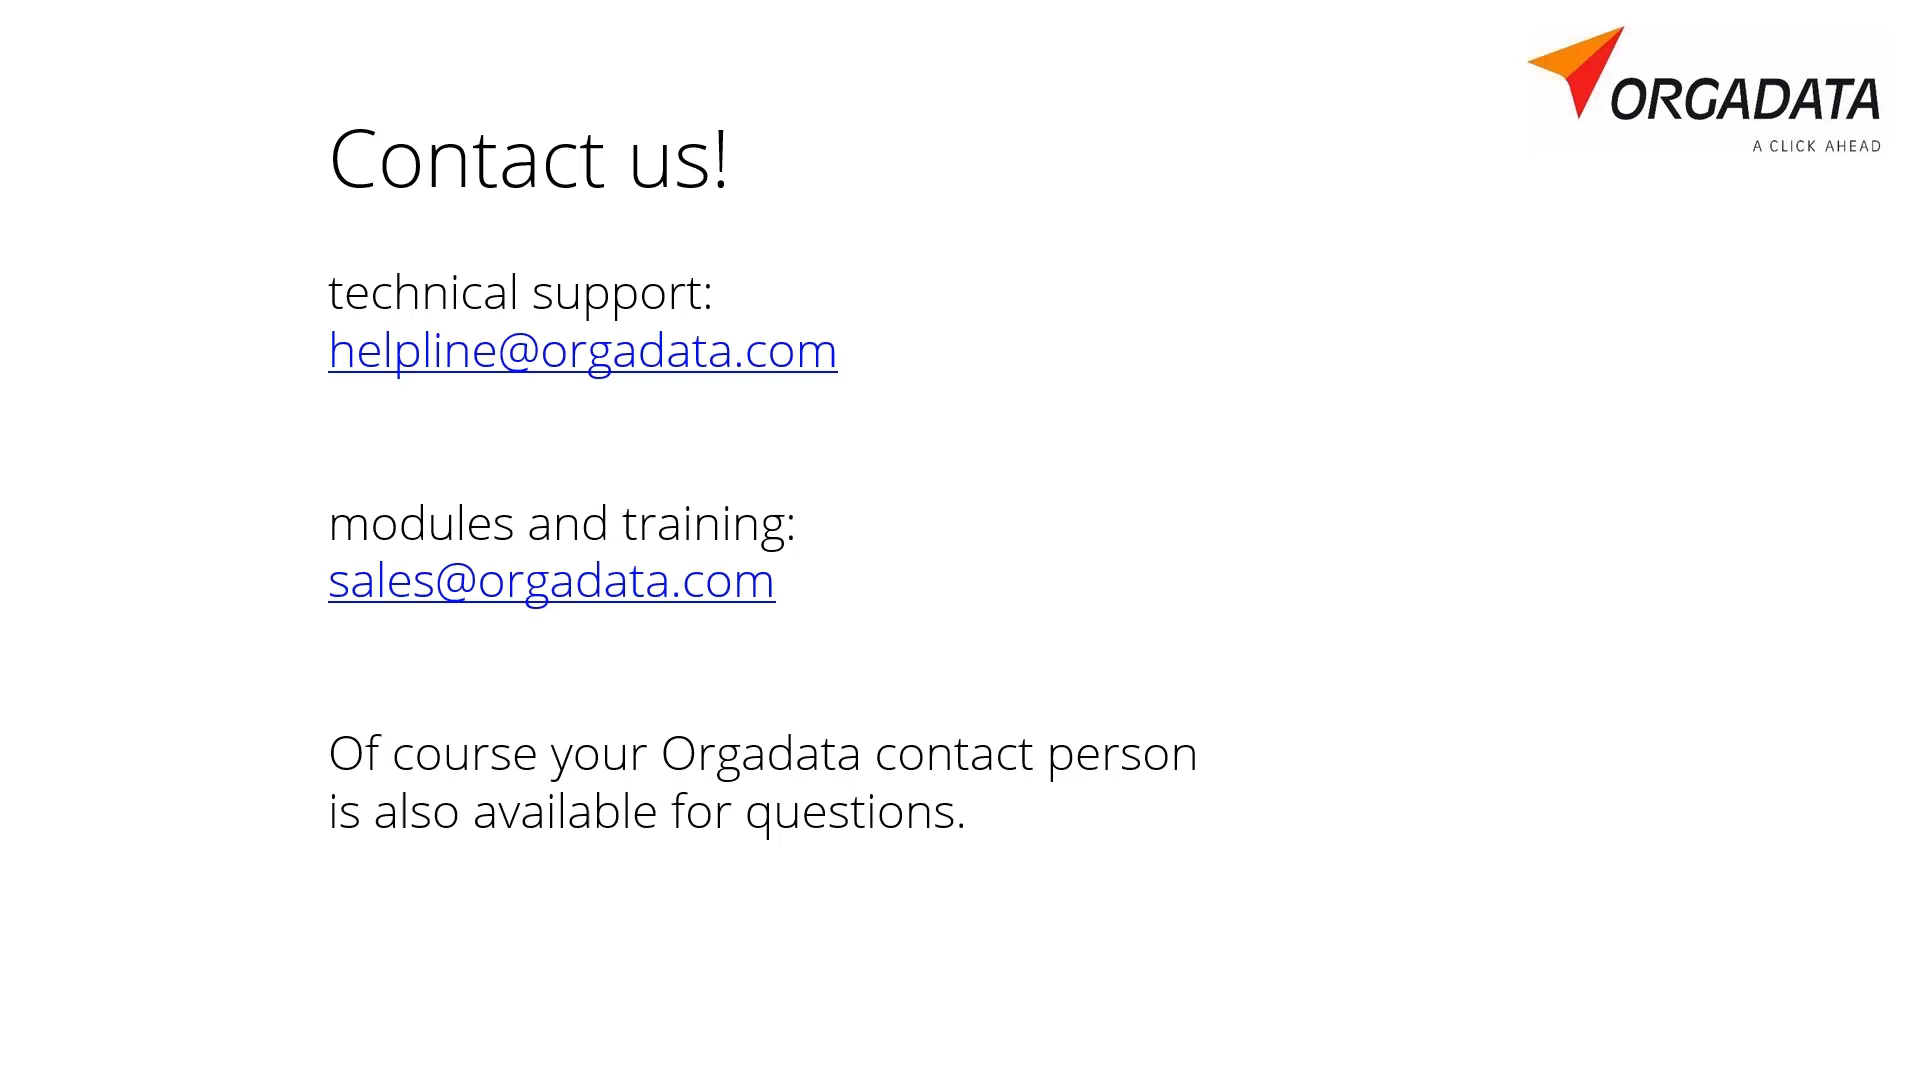 ORGADATA
A CLICK AHEAD
Contact us!
technical support:
helpline@orgadata.com
modules and training:
sales@orgadata.com
Of course your Orgadata contact person
is also available for questions.